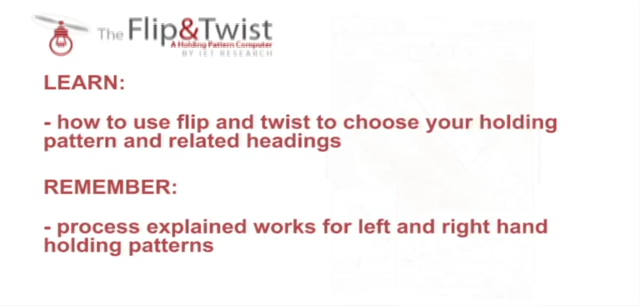 The Flip&Twist
A Holding Pattern Computer
BY IET RESEARCH
LEARN:
- how to use flip and twist to choose your holding
pattern and related headings
REMEMBER:
- process explained works for left and right hand
holding patterns